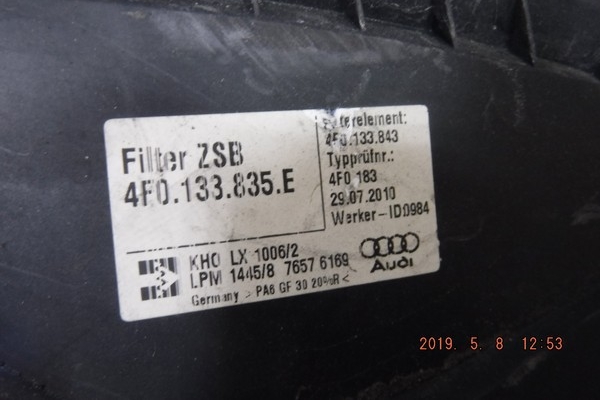 Filter ZSB
4F0.133.835.E
4F0.133.843
Typprüfnr.:
4F0 183
29.07.2010
Werker-ID0984
KHO LX 1006/2
LPM 1445/8 7657 6169
Germany > PA6 GF 30 20%R <
Audi
2019. 5. 8 12:53